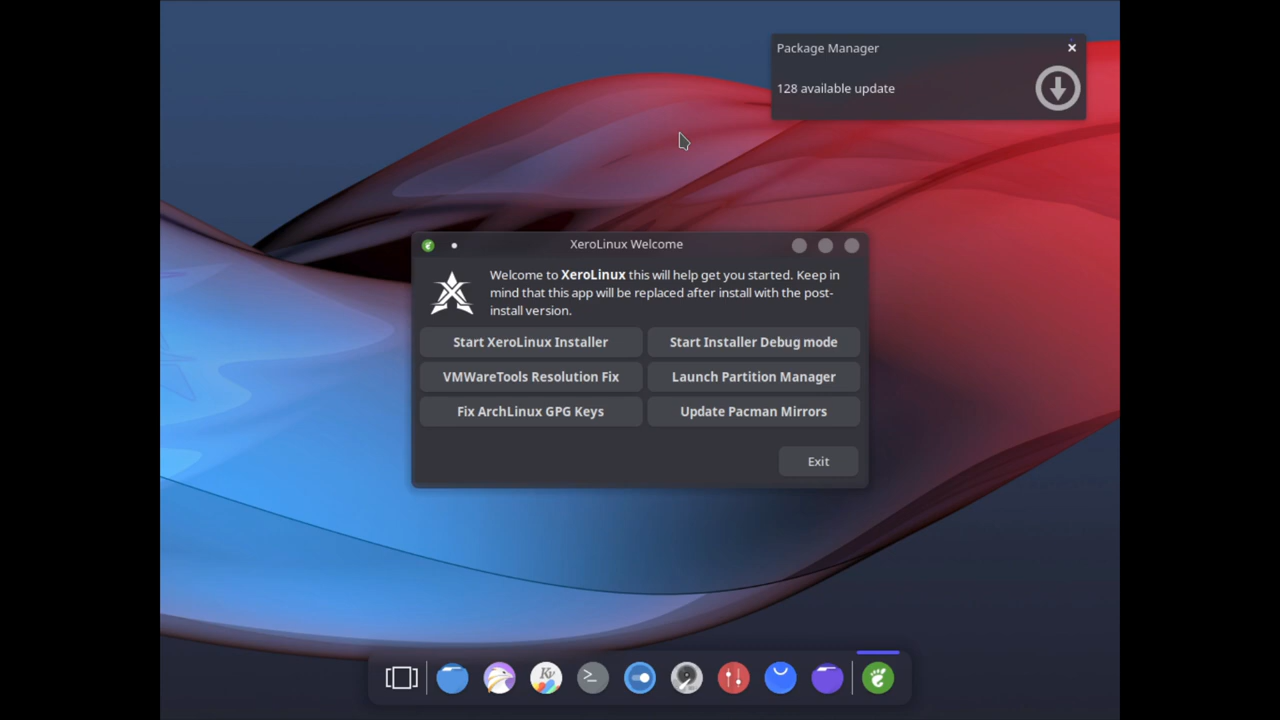 Package Manager
128 available update
XeroLinux Welcome
Welcome to XeroLinux this will help get you started. Keep in
mind that this app will be replaced after install with the post-
install version.
Start XeroLinux Installer
Start Installer Debug mode
VMWareTools Resolution Fix
Launch Partition Manager
Fix ArchLinux GPG Keys
Update Pacman Mirrors
Exit
Kv